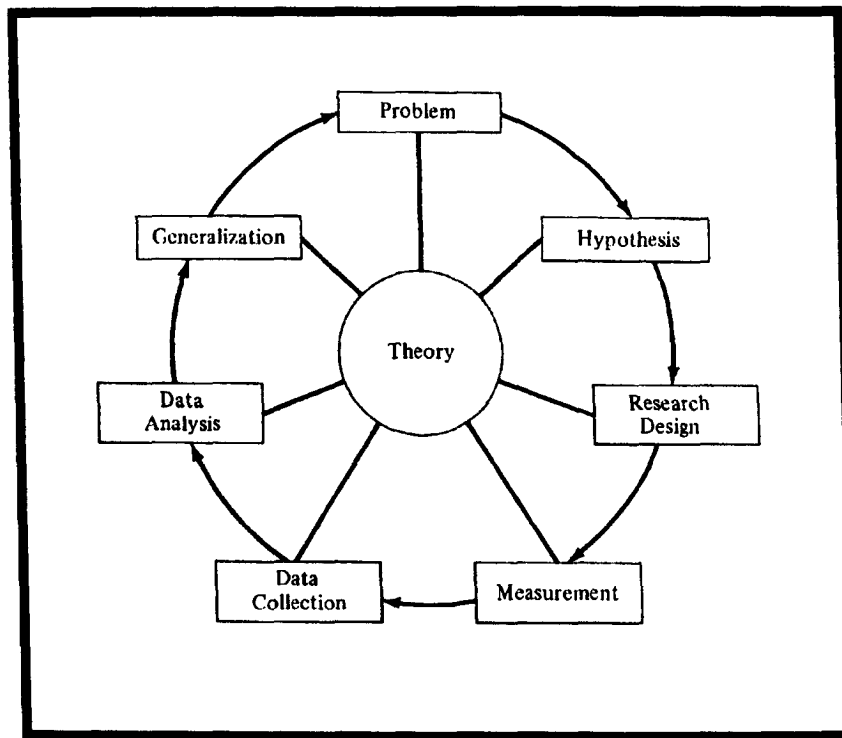 Problem
Hypothesis
Research
Design
Measurement
Data
Collection
Data
Analysis
Generalization
Theory